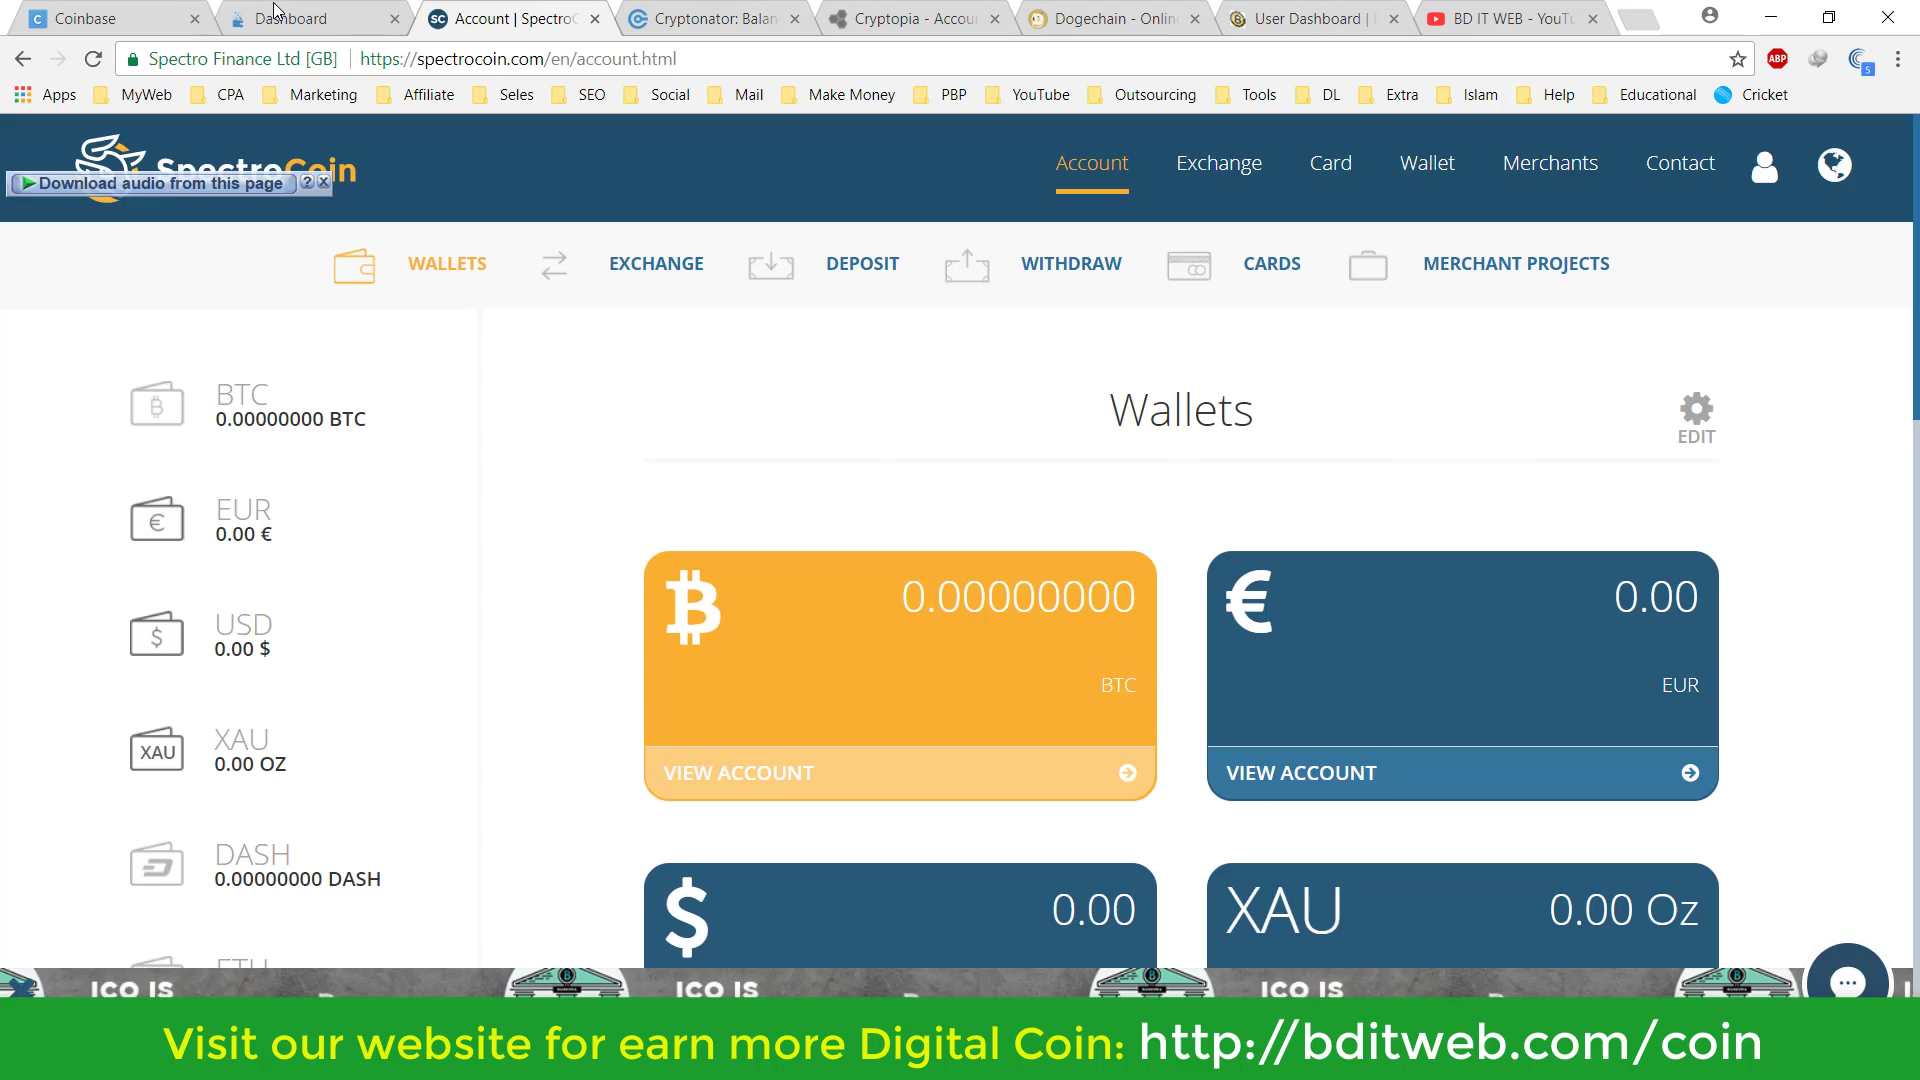 Coinbase
Dashboard
Account | SpectroC
Cryptonator: Balan
Cryptopia - Accou
Dogechain - Onlin
User Dashboard |
BD IT WEB - YouTu
Spectro Finance Ltd [GB]
https://spectrocoin.com/en/account.html
ABP
5
Apps
MyWeb
CPA
Marketing
Affiliate
Seles
SEO
Social
Mail
Make Money
PBP
YouTube
Outsourcing
Tools
DL
Extra
Islam
Help
Educational
Cricket
SpectroCoin
Download audio from this page
Account
Exchange
Card
Wallet
Merchants
Contact
WALLETS
EXCHANGE
DEPOSIT
WITHDRAW
CARDS
MERCHANT PROJECTS
BTC
0.00000000 BTC
EUR
0.00 €
USD
0.00 $
XAU
XAU
0.00 OZ
DASH
0.00000000 DASH
ETH
Wallets
EDIT
0.00000000
BTC
VIEW ACCOUNT
€
0.00
EUR
VIEW ACCOUNT
$
0.00
XAU
0.00 Oz
ICO IS
ICO IS
ICO IS
Visit our website for earn more Digital Coin: http://bditweb.com/coin